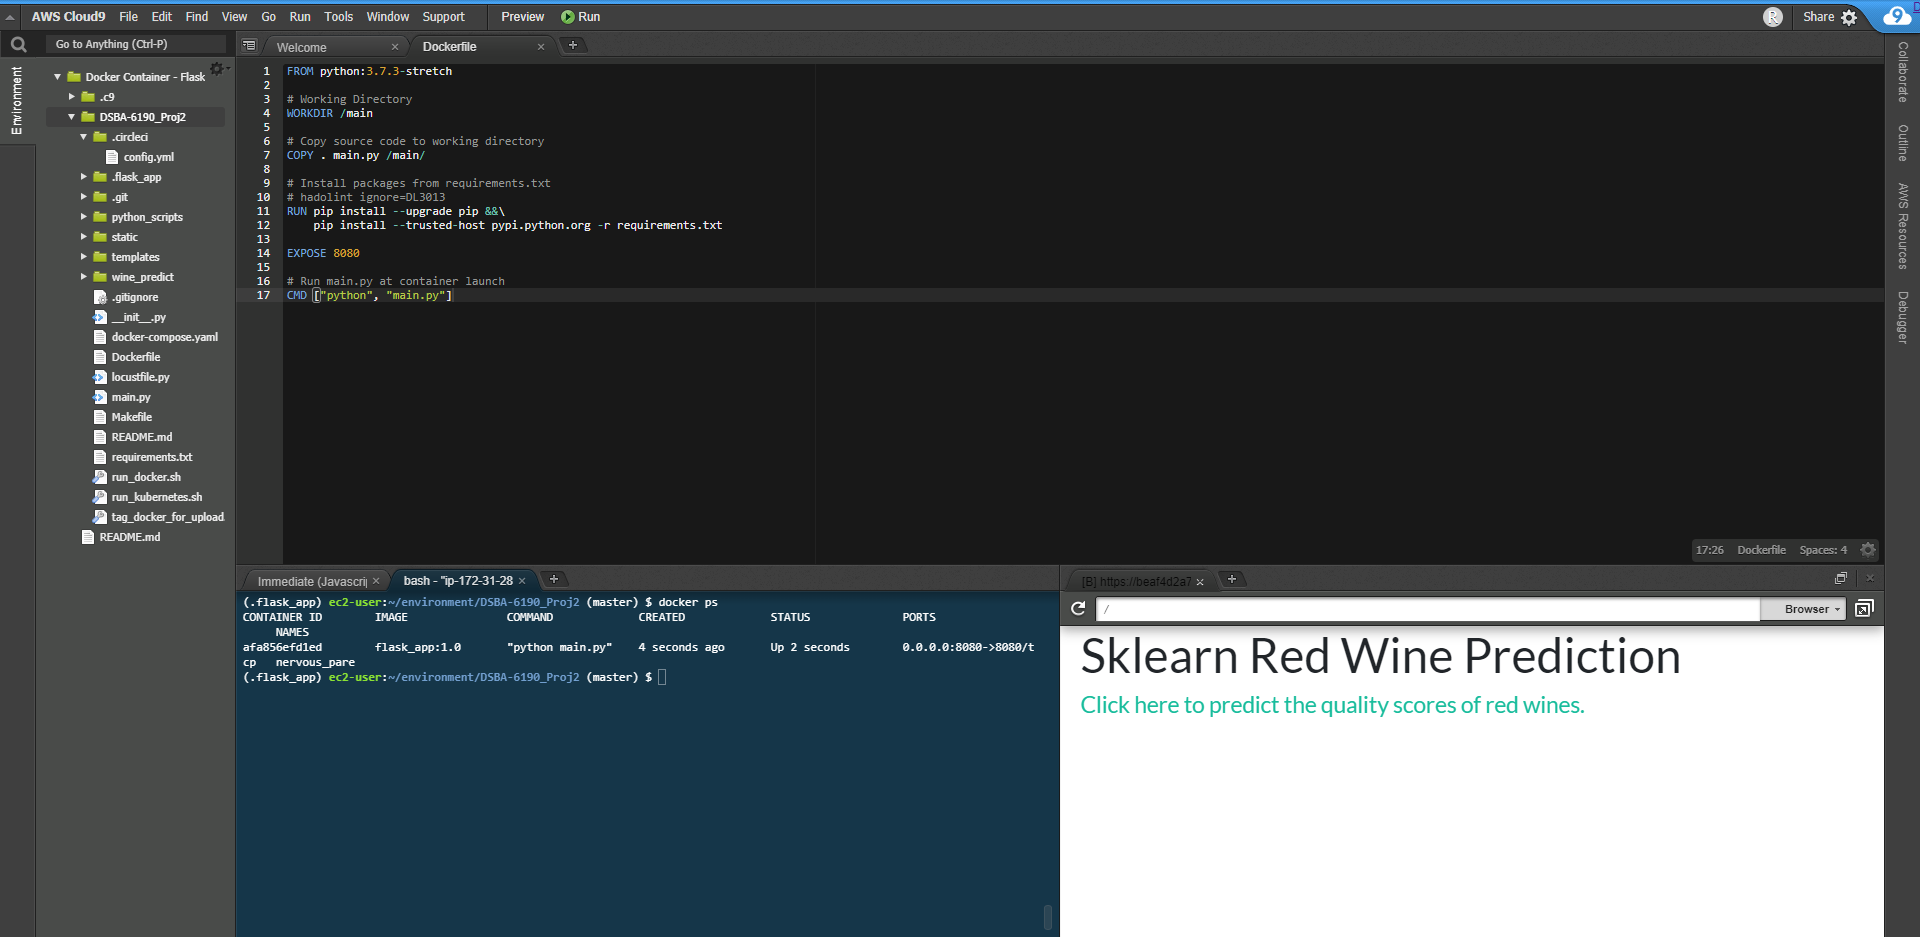 AWS Cloud9 File Edit Find View Go Run Tools Window Support Preview Run R Share 9
Go to Anything (Ctrl-P)
Welcome × Dockerfile × +
Environment
Docker Container - Flask
.c9
DSBA-6190_Proj2
.circleci
config.yml
.flask_app
.git
python_scripts
static
templates
wine_predict
.gitignore
__init__.py
docker-compose.yaml
Dockerfile
locustfile.py
main.py
Makefile
README.md
requirements.txt
run_docker.sh
run_kubernetes.sh
tag_docker_for_upload
README.md
1 FROM python:3.7.3-stretch
2
3 # Working Directory
4 WORKDIR /main
5
6 # Copy source code to working directory
7 COPY . main.py /main/
8
9 # Install packages from requirements.txt
10 # hadolint ignore=DL3013
11 RUN pip install --upgrade pip &&\
12 pip install --trusted-host pypi.python.org -r requirements.txt
13
14 EXPOSE 8080
15
16 # Run main.py at container launch
17 CMD ["python", "main.py"]
17:26 Dockerfile Spaces: 4
Collaborate
Outline
AWS Resources
Debugger
Immediate (Javascrip × bash - "ip-172-31-28 × +
(.flask_app) ec2-user:~/environment/DSBA-6190_Proj2 (master) $ docker ps
CONTAINER ID IMAGE COMMAND CREATED STATUS PORTS
NAMES
afa856efd1ed flask_app:1.0 "python main.py" 4 seconds ago Up 2 seconds 0.0.0.0:8080->8080/t
cp nervous_pare
(.flask_app) ec2-user:~/environment/DSBA-6190_Proj2 (master) $
[B] https://beaf4d2a7 × +
/ Browser
Sklearn Red Wine Prediction
Click here to predict the quality scores of red wines.